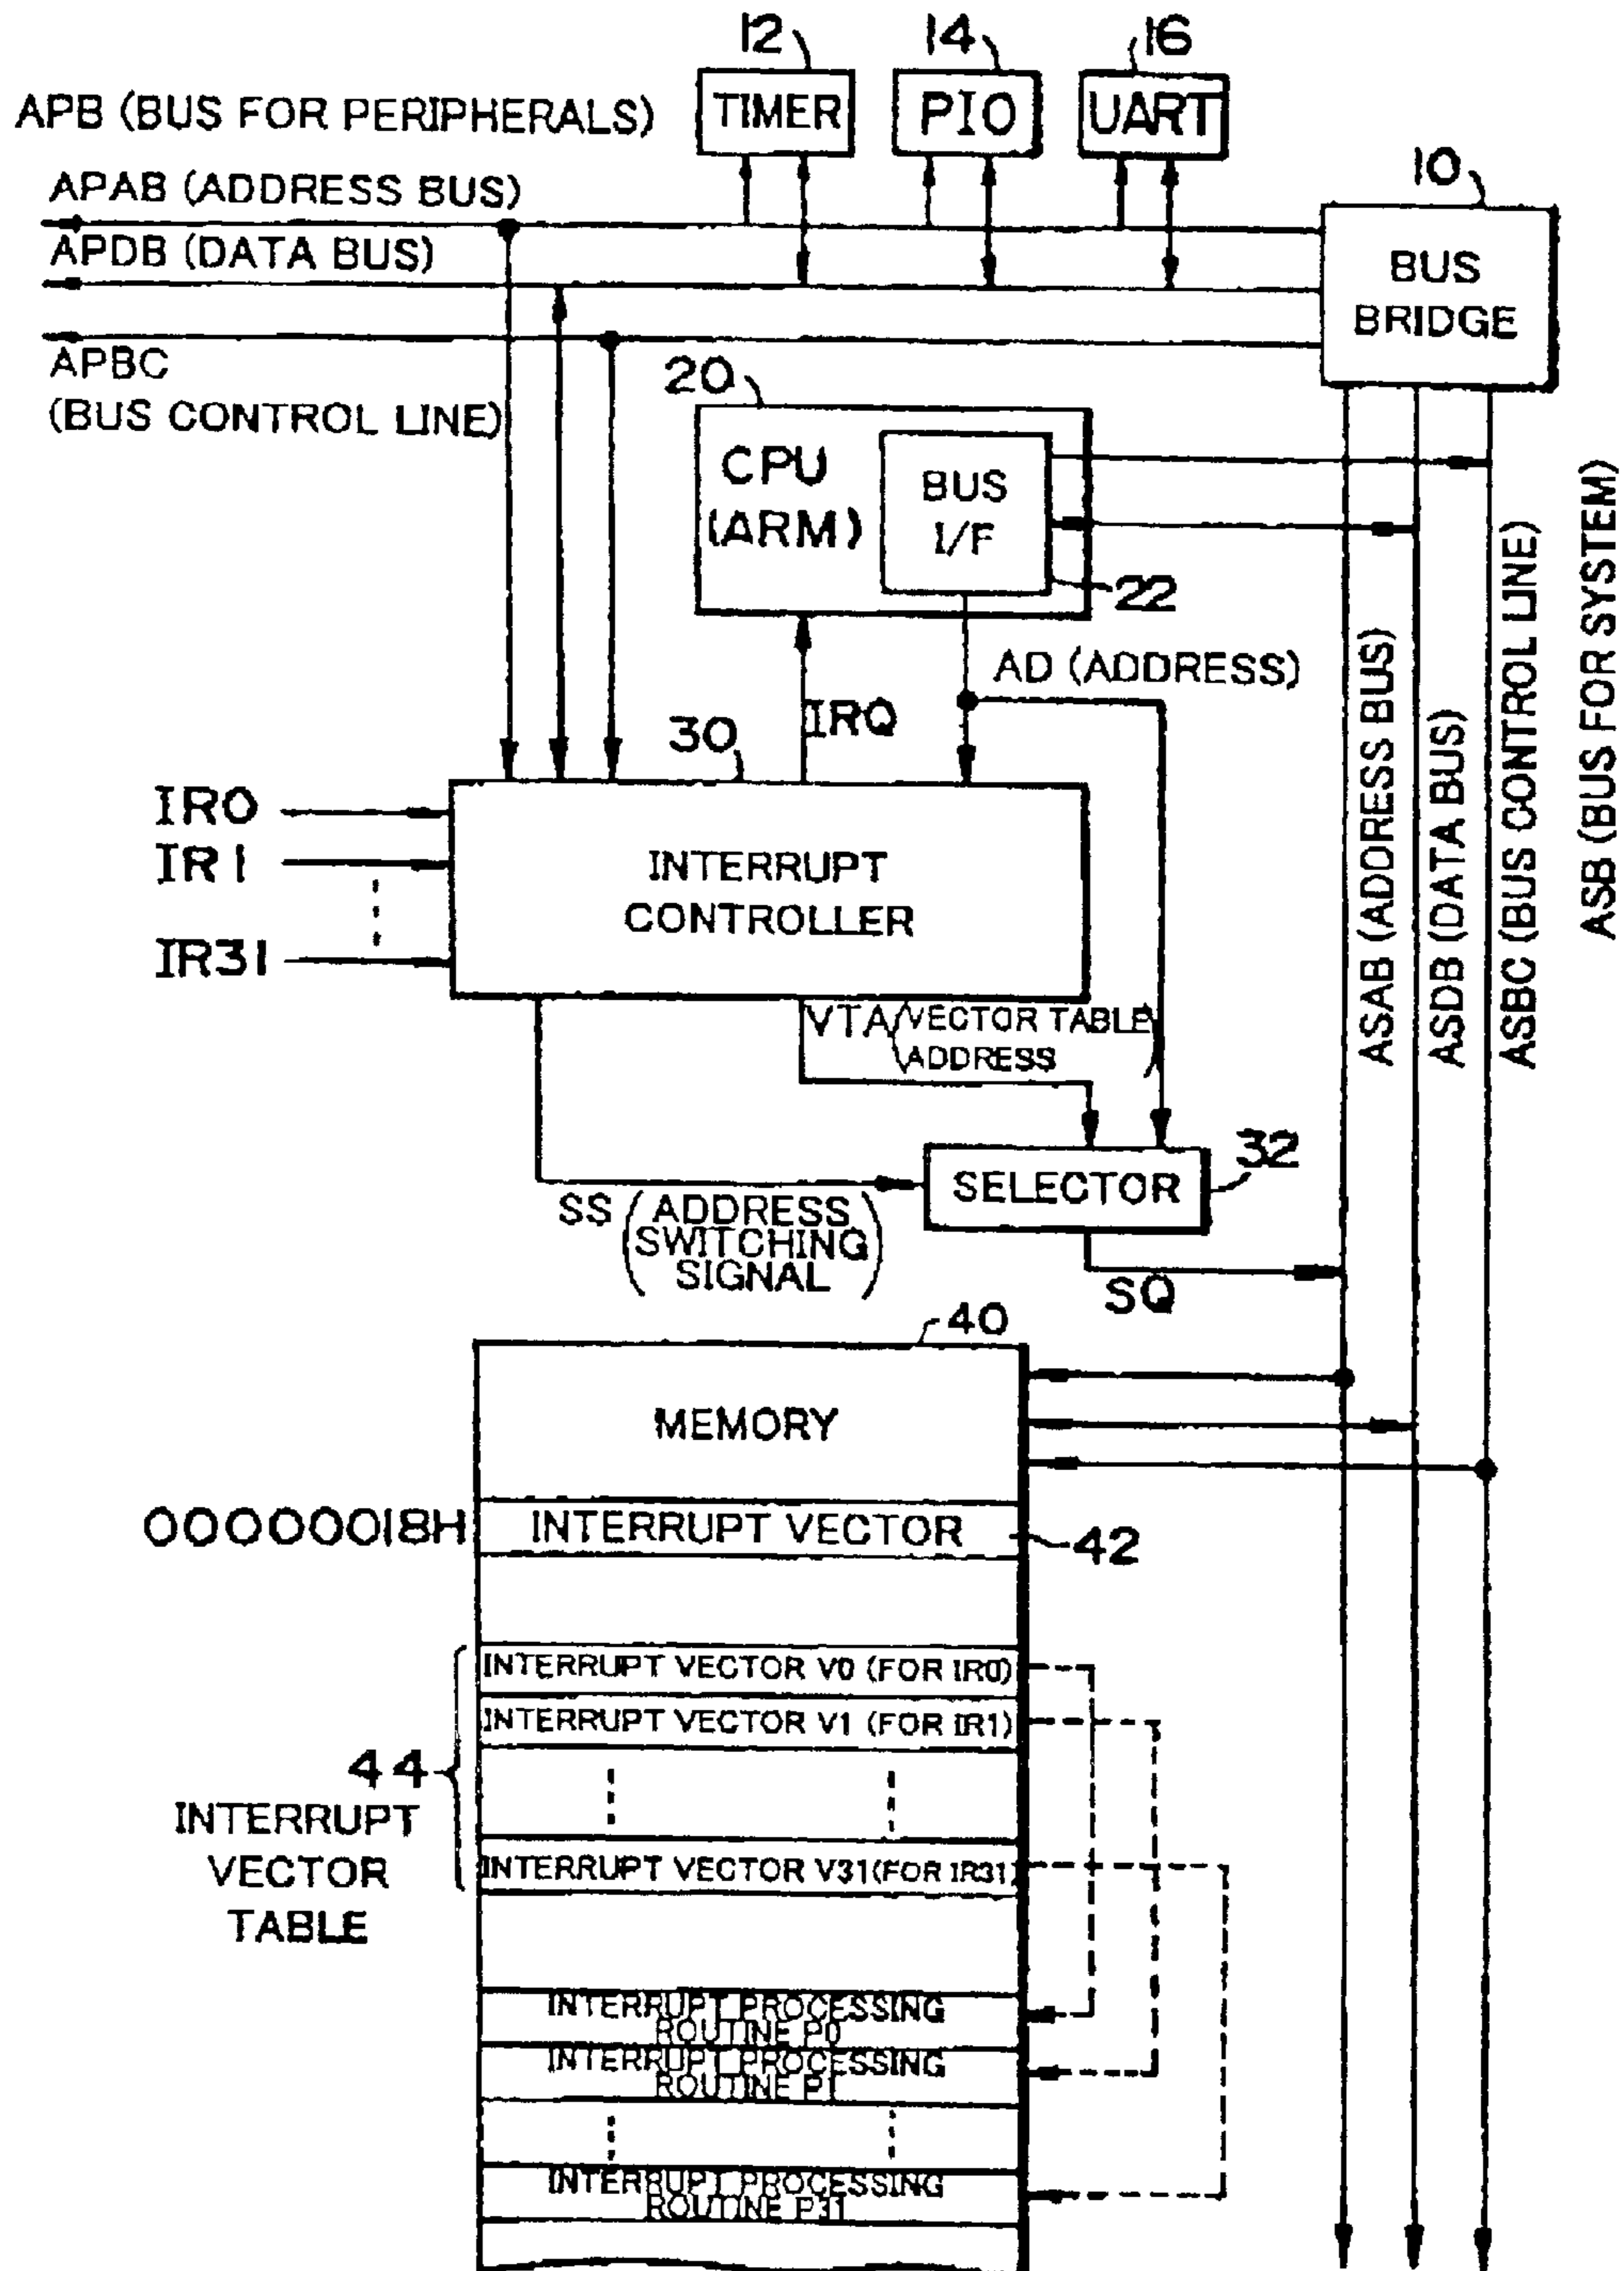 12
14
16
APB (BUS FOR PERIPHERALS)
TIMER
PIO
UART
APAB (ADDRESS BUS)
10
APDB (DATA BUS)
BUS
BRIDGE
APBC
(BUS CONTROL LINE)
20
CPU
(ARM)
BUS
I/F
22
AD (ADDRESS)
IRQ
30
IR0
IR1
IR31
INTERRUPT
CONTROLLER
VTA (VECTOR TABLE
ADDRESS)
32
SELECTOR
SS (ADDRESS
SWITCHING
SIGNAL)
SQ
ASAB (ADDRESS BUS)
ASDB (DATA BUS)
ASBC (BUS CONTROL LINE)
ASB (BUS FOR SYSTEM)
40
MEMORY
00000018H
INTERRUPT VECTOR
42
INTERRUPT VECTOR V0 (FOR IR0)
INTERRUPT VECTOR V1 (FOR IR1)
44
INTERRUPT
VECTOR
TABLE
INTERRUPT VECTOR V31(FOR IR31)
INTERRUPT PROCESSING
ROUTINE P0
INTERRUPT PROCESSING
ROUTINE P1
INTERRUPT PROCESSING
ROUTINE P31